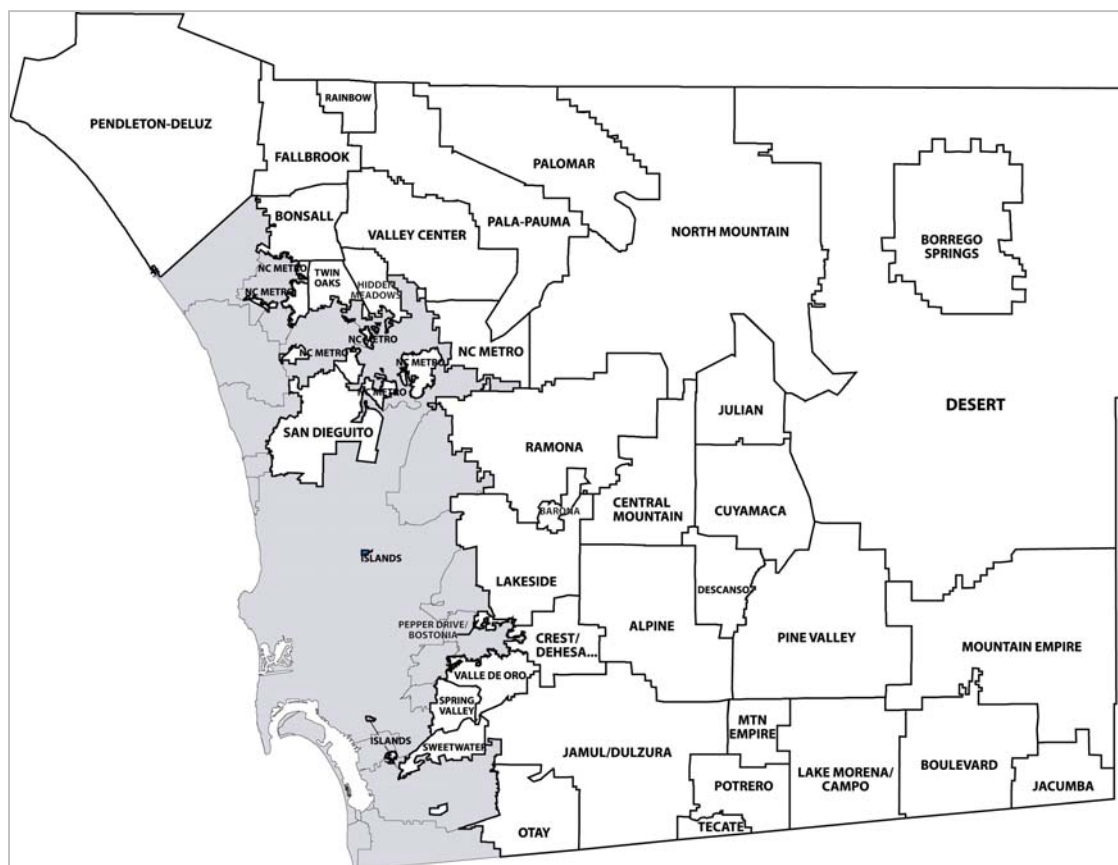 RAINBOW
PENDLETON-DELUZ
FALLBROOK
PALOMAR
BONSALL
PALA-PAUMA
VALLEY CENTER
NORTH MOUNTAIN
BORREGO
SPRINGS
NC METRO
TWIN
OAKS
HIDDEN
MEADOWS
NC METRO
NC METRO
NC METRO
NC METRO
NC METRO
NC METRO
DESERT
JULIAN
SAN DIEGUITO
RAMONA
CENTRAL
MOUNTAIN
BARONA
CUYAMACA
ISLANDS
LAKESIDE
DESCANSO
PEPPER DRIVE/
BOSTONIA
ALPINE
CREST/
DEHESA...
PINE VALLEY
MOUNTAIN EMPIRE
VALLE DE ORO
SPRING
VALLEY
MTN
EMPIRE
ISLANDS
SWEETWATER
JAMUL/DULZURA
BOULEVARD
LAKE MORENA/
CAMPO
POTRERO
JACUMBA
TECATE
OTAY